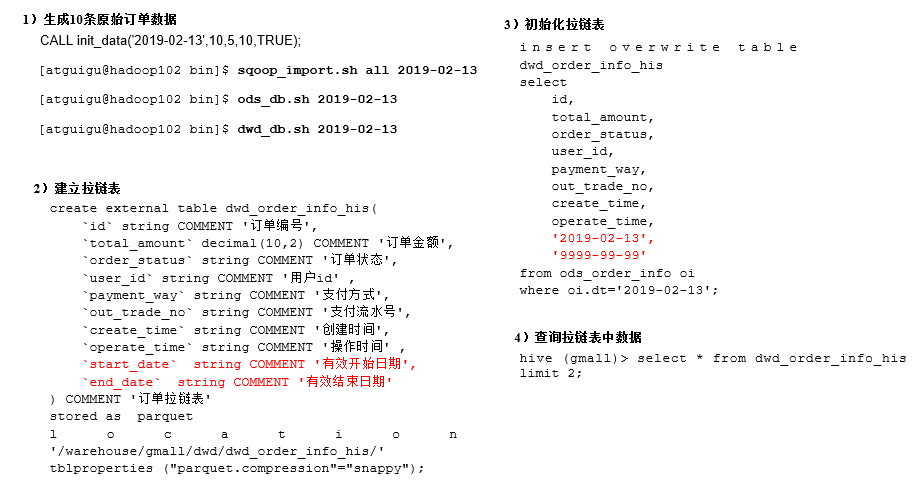 1）生成10条原始订单数据
CALL init_data('2019-02-13',10,5,10,TRUE);
[atguigu@hadoop102 bin]$ sqoop_import.sh all 2019-02-13
[atguigu@hadoop102 bin]$ ods_db.sh 2019-02-13
[atguigu@hadoop102 bin]$ dwd_db.sh 2019-02-13
2）建立拉链表
create external table dwd_order_info_his(
`id` string COMMENT '订单编号',
`total_amount` decimal(10,2) COMMENT '订单金额',
`order_status` string COMMENT '订单状态',
`user_id` string COMMENT '用户id' ,
`payment_way` string COMMENT '支付方式',
`out_trade_no` string COMMENT '支付流水号',
`create_time` string COMMENT '创建时间',
`operate_time` string COMMENT '操作时间' ,
`start_date`  string COMMENT '有效开始日期',
`end_date`  string COMMENT '有效结束日期'
) COMMENT '订单拉链表'
stored as  parquet
l o c a t i o n
'/warehouse/gmall/dwd/dwd_order_info_his/'
tblproperties ("parquet.compression"="snappy");
3）初始化拉链表
i n s e r t  o v e r w r i t e  t a b l e
dwd_order_info_his
select
id,
total_amount,
order_status,
user_id,
payment_way,
out_trade_no,
create_time,
operate_time,
'2019-02-13',
'9999-99-99'
from ods_order_info oi
where oi.dt='2019-02-13';
4）查询拉链表中数据
hive (gmall)> select * from dwd_order_info_his
limit 2;